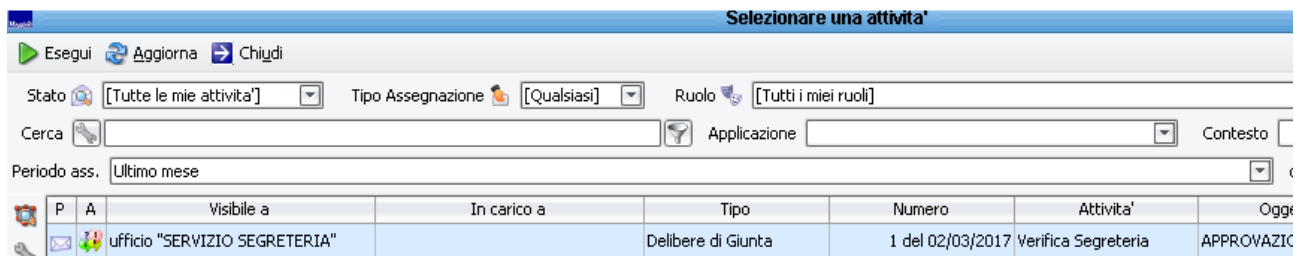 Selezionare una attivita'
Esegui Aggiorna Chiudi
Stato [Tutte le mie attivita'] Tipo Assegnazione [Qualsiasi] Ruolo [Tutti i miei ruoli]
Cerca Applicazione Contesto
Periodo ass. Ultimo mese
P A Visibile a In carico a Tipo Numero Attivita' Ogge
ufficio "SERVIZIO SEGRETERIA" Delibere di Giunta 1 del 02/03/2017 Verifica Segreteria APPROVAZIO